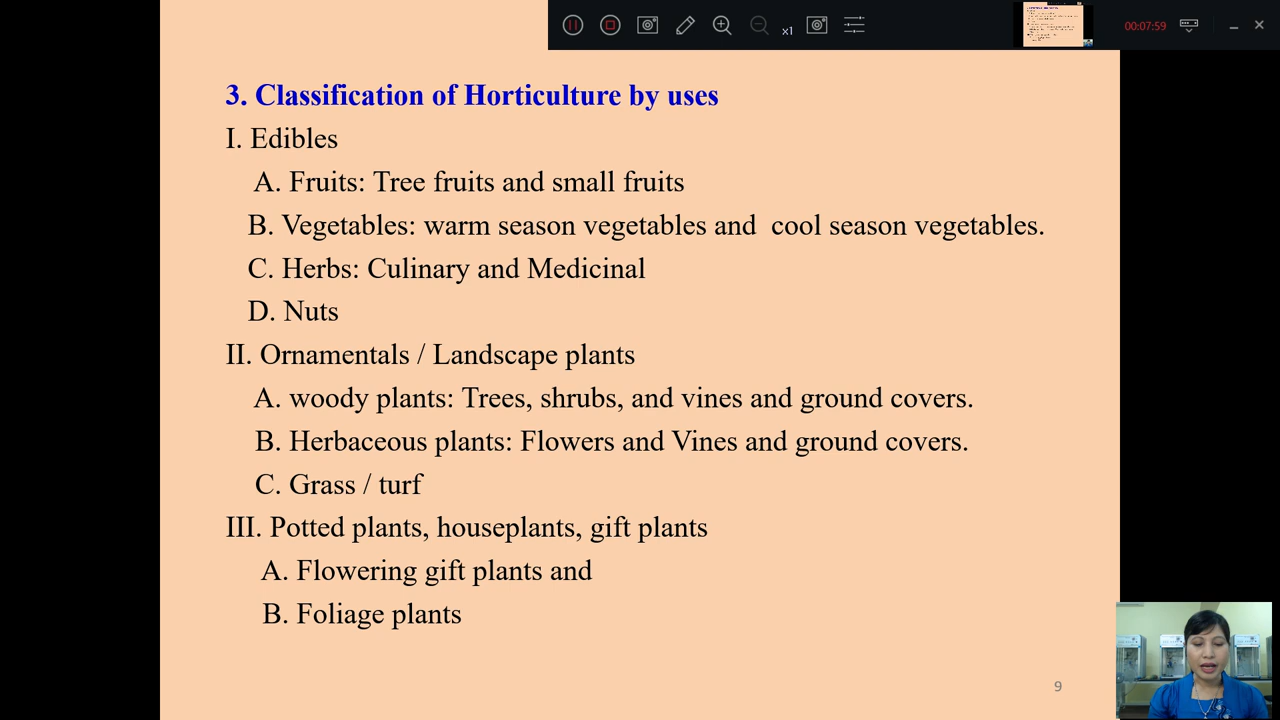 x1
00:07:59
3. Classification of Horticulture by uses
I. Edibles
A. Fruits: Tree fruits and small fruits
B. Vegetables: warm season vegetables and  cool season vegetables.
C. Herbs: Culinary and Medicinal
D. Nuts
II. Ornamentals / Landscape plants
A. woody plants: Trees, shrubs, and vines and ground covers.
B. Herbaceous plants: Flowers and Vines and ground covers.
C. Grass / turf
III. Potted plants, houseplants, gift plants
A. Flowering gift plants and
B. Foliage plants
9